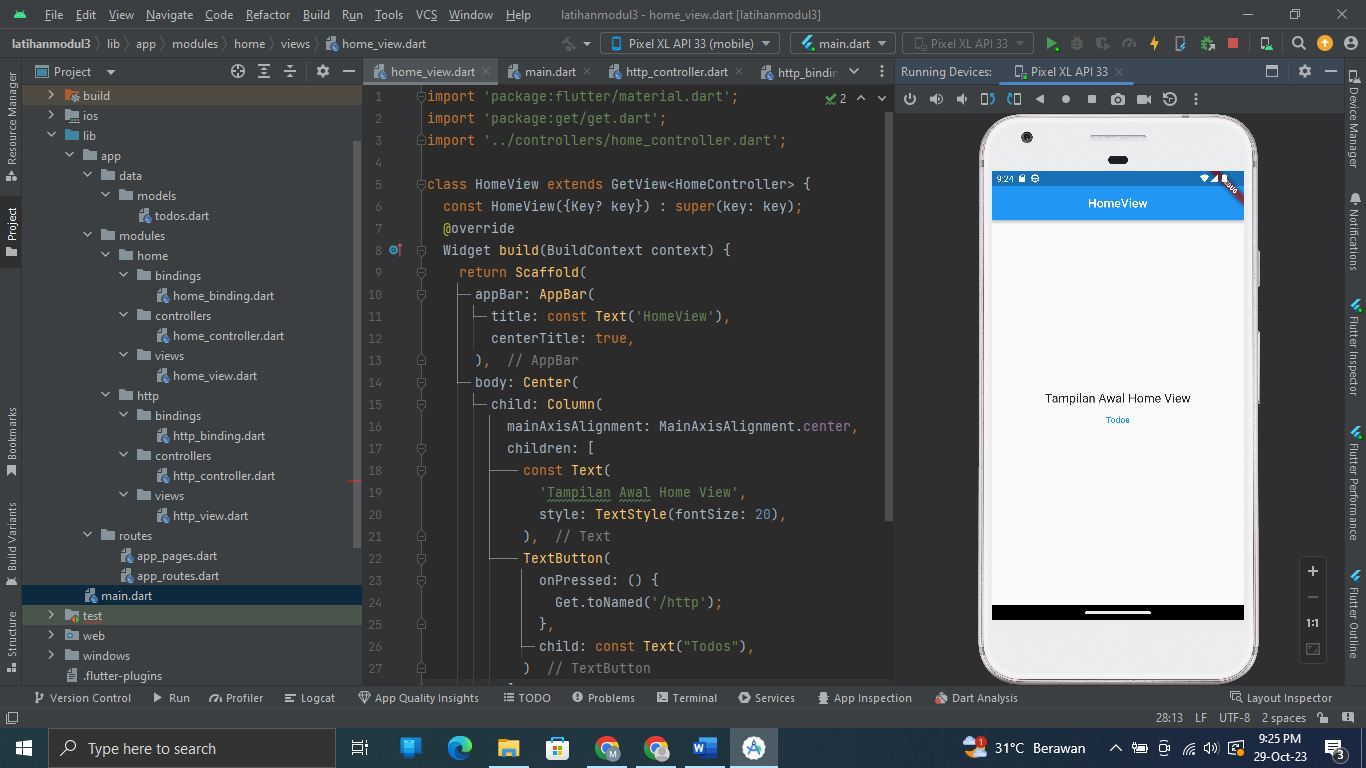 File Edit View Navigate Code Refactor Build Run Tools VCS Window Help latihanmodul3 - home_view.dart [latihanmodul3]
latihanmodul3 lib app modules home views home_view.dart Pixel XL API 33 (mobile) main.dart Pixel XL API 33
Project home_view.dart main.dart http_controller.dart http_bindin Running Devices: Pixel XL API 33
Resource Manager
Project
Bookmarks
Build Variants
Structure
build
ios
lib
app
data
models
todos.dart
modules
home
bindings
home_binding.dart
controllers
home_controller.dart
views
home_view.dart
http
bindings
http_binding.dart
controllers
http_controller.dart
views
http_view.dart
routes
app_pages.dart
app_routes.dart
main.dart
test
web
windows
.flutter-plugins
2
1 import 'package:flutter/material.dart';
2 import 'package:get/get.dart';
3 import '../controllers/home_controller.dart';
4
5 class HomeView extends GetView<HomeController> {
6 const HomeView({Key? key}) : super(key: key);
7 @override
8 Widget build(BuildContext context) {
9 return Scaffold(
10 appBar: AppBar(
11 title: const Text('HomeView'),
12 centerTitle: true,
13 ), // AppBar
14 body: Center(
15 child: Column(
16 mainAxisAlignment: MainAxisAlignment.center,
17 children: [
18 const Text(
19 'Tampilan Awal Home View',
20 style: TextStyle(fontSize: 20),
21 ), // Text
22 TextButton(
23 onPressed: () {
24 Get.toNamed('/http');
25 },
26 child: const Text("Todos"),
27 ) // TextButton
9:24
DEBUG
HomeView
Tampilan Awal Home View
Todos
1:1
Device Manager
Notifications
Flutter Inspector
Flutter Performance
Flutter Outline
Version Control Run Profiler Logcat App Quality Insights TODO Problems Terminal Services App Inspection Dart Analysis Layout Inspector
28:13 LF UTF-8 2 spaces
Type here to search
M
W
1
31°C Berawan
9:25 PM
29-Oct-23
3